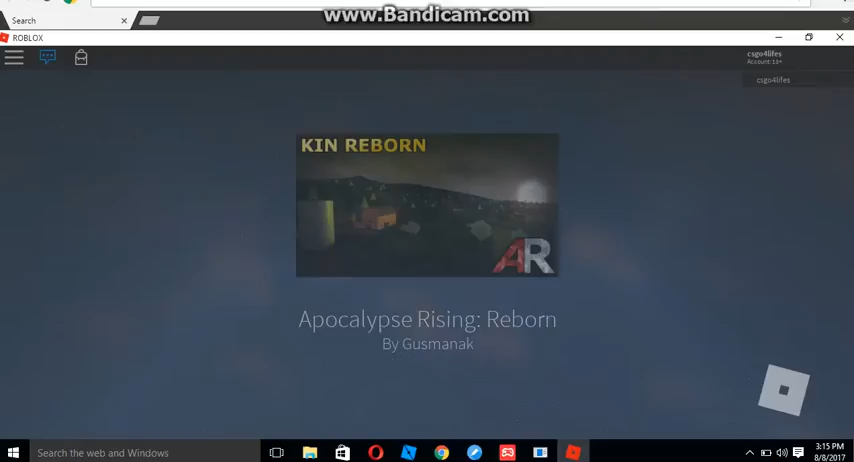 www.Bandicam.com
Search
ROBLOX
csgo4lifes
Account: 13+
csgo4lifes
KIN REBORN
AR
Apocalypse Rising: Reborn
By Gusmanak
Search the web and Windows
3:15 PM
8/8/2017